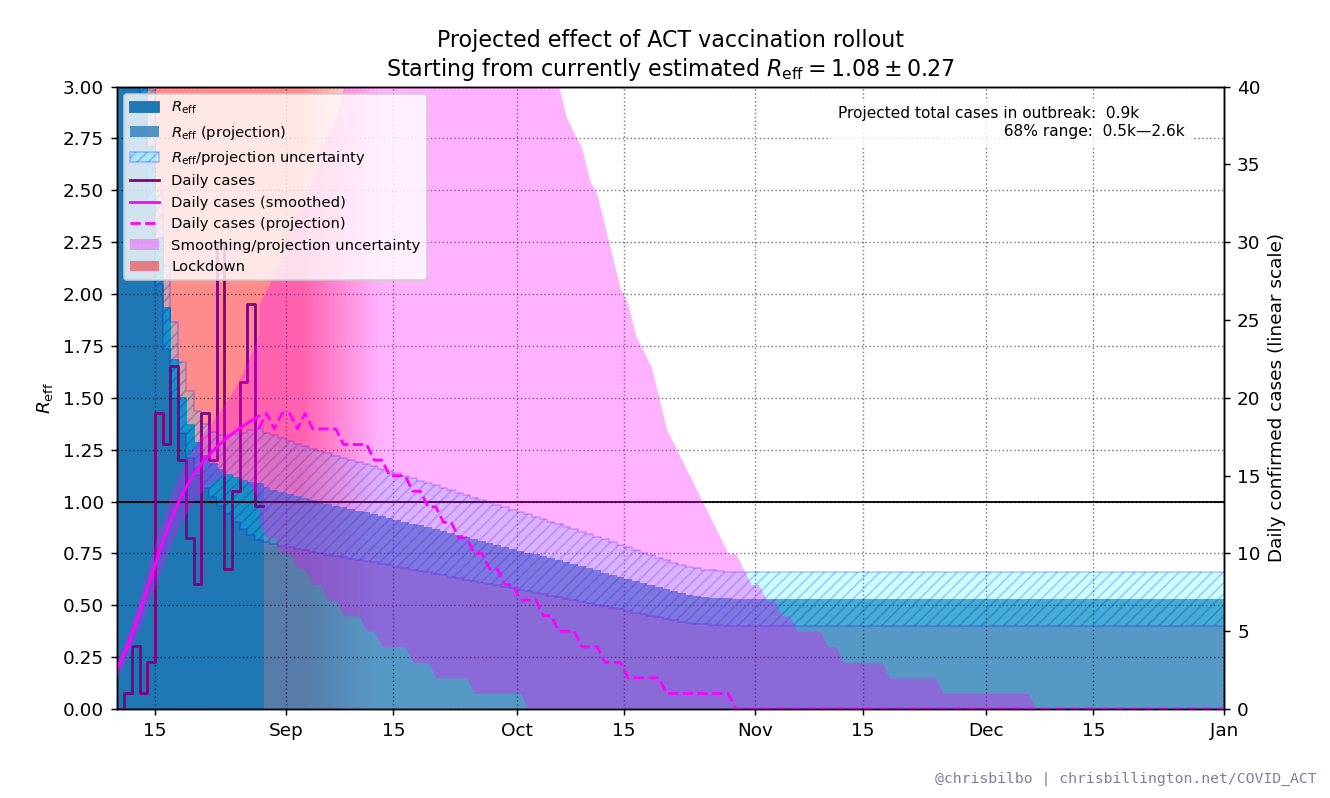 Projected effect of ACT vaccination rollout
Starting from currently estimated Reff = 1.08 ± 0.27
Projected total cases in outbreak: 0.9k
68% range: 0.5k—2.6k
Reff
Reff (projection)
Reff/projection uncertainty
Daily cases
Daily cases (smoothed)
Daily cases (projection)
Smoothing/projection uncertainty
Lockdown
Reff
3.00
2.75
2.50
2.25
2.00
1.75
1.50
1.25
1.00
0.75
0.50
0.25
0.00
40
35
30
25
20
15
10
5
0
Daily confirmed cases (linear scale)
15 Sep 15 Oct 15 Nov 15 Dec 15 Jan
@chrisbilbo | chrisbillington.net/COVID_ACT